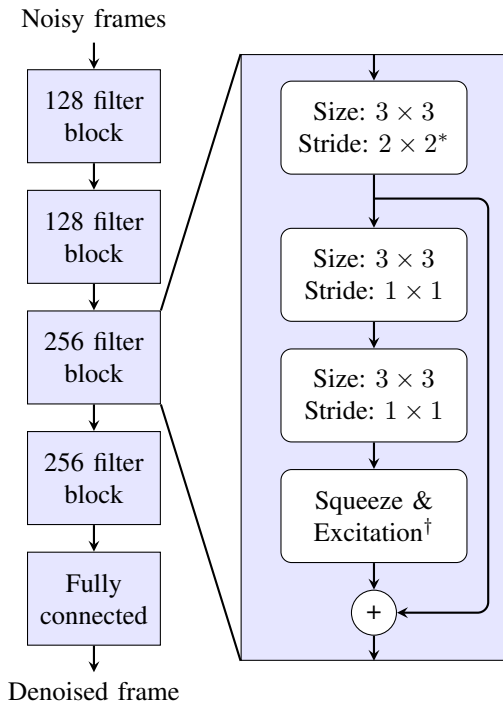 Noisy frames
128 filter
block
128 filter
block
256 filter
block
256 filter
block
Fully
connected
Denoised frame
Size: 3 × 3
Stride: 2 × 2*
Size: 3 × 3
Stride: 1 × 1
Size: 3 × 3
Stride: 1 × 1
Squeeze &
Excitation†
+